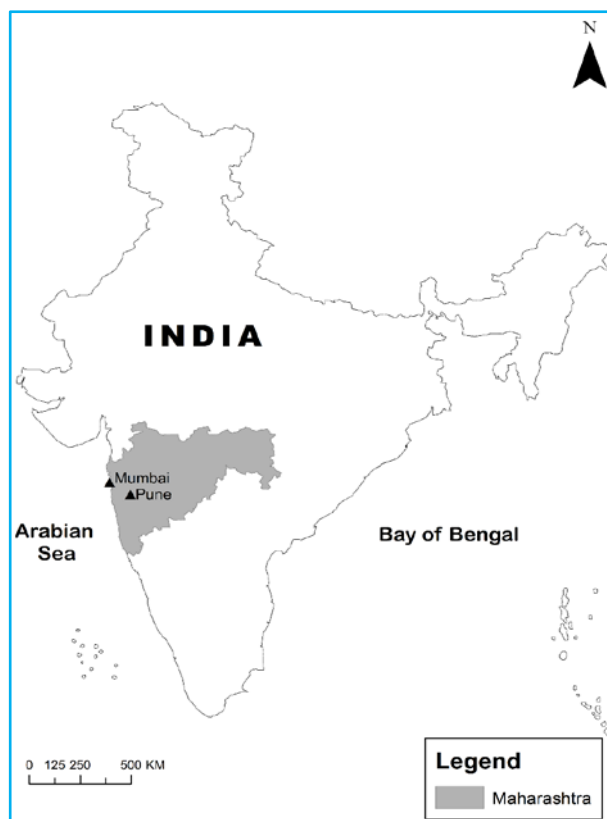 N
INDIA
Mumbai
Pune
Arabian
Sea
Bay of Bengal
0 125 250 500 KM
Legend
Maharashtra